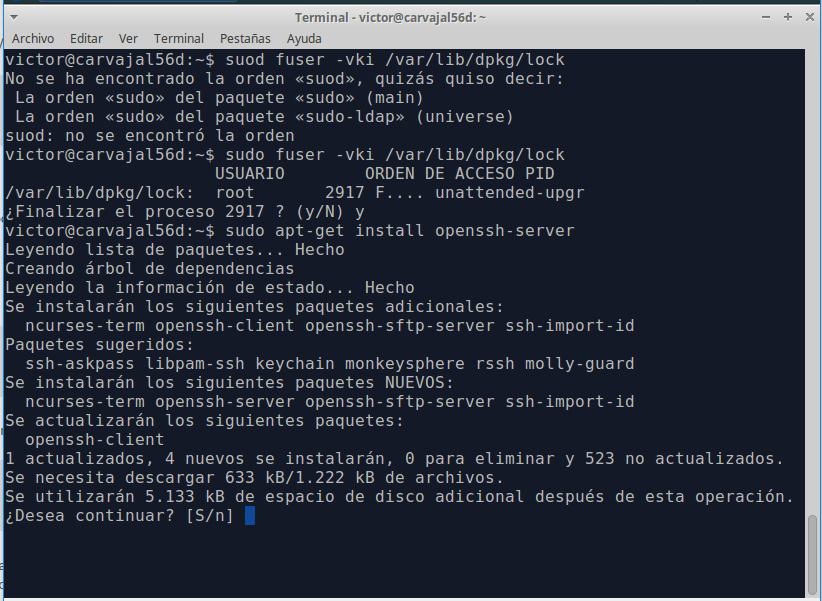 Terminal - victor@carvajal56d: ~
Archivo Editar Ver Terminal Pestañas Ayuda
victor@carvajal56d:~$ suod fuser -vki /var/lib/dpkg/lock
No se ha encontrado la orden «suod», quizás quiso decir:
 La orden «sudo» del paquete «sudo» (main)
 La orden «sudo» del paquete «sudo-ldap» (universe)
suod: no se encontró la orden
victor@carvajal56d:~$ sudo fuser -vki /var/lib/dpkg/lock
                     USUARIO        ORDEN DE ACCESO PID
/var/lib/dpkg/lock:  root       2917 F.... unattended-upgr
¿Finalizar el proceso 2917 ? (y/N) y
victor@carvajal56d:~$ sudo apt-get install openssh-server
Leyendo lista de paquetes... Hecho
Creando árbol de dependencias
Leyendo la información de estado... Hecho
Se instalarán los siguientes paquetes adicionales:
  ncurses-term openssh-client openssh-sftp-server ssh-import-id
Paquetes sugeridos:
  ssh-askpass libpam-ssh keychain monkeysphere rssh molly-guard
Se instalarán los siguientes paquetes NUEVOS:
  ncurses-term openssh-server openssh-sftp-server ssh-import-id
Se actualizarán los siguientes paquetes:
  openssh-client
1 actualizados, 4 nuevos se instalarán, 0 para eliminar y 523 no actualizados.
Se necesita descargar 633 kB/1.222 kB de archivos.
Se utilizarán 5.133 kB de espacio de disco adicional después de esta operación.
¿Desea continuar? [S/n]